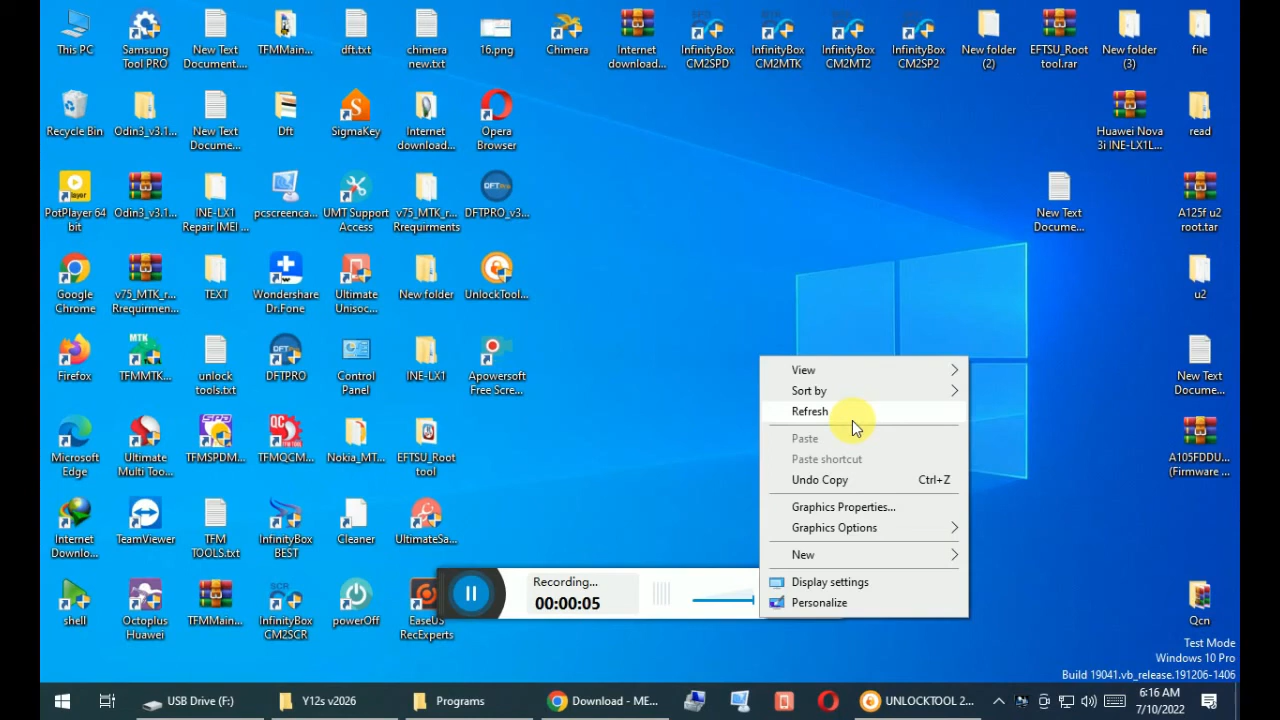 This PC
Samsung
Tool PRO
New Text
Document....
TFMMain...
dft.txt
chimera
new.txt
16.png
Chimera
Internet
download...
InfinityBox
CM2SPD
InfinityBox
CM2MTK
InfinityBox
CM2MT2
InfinityBox
CM2SP2
New folder
(2)
EFTSU_Root
tool.rar
New folder
(3)
file
Recycle Bin
Odin3_v3.1...
New Text
Docume...
Dft
SigmaKey
Internet
download...
Opera
Browser
Huawei Nova
3i INE-LX1L...
read
PotPlayer 64
bit
Odin3_v3.1...
INE-LX1
Repair IMEI ...
pcscreenca...
UMT Support
Access
v75_MTK_r...
Rrequirments
DFTPRO_v3...
New Text
Docume...
A125f u2
root.tar
Google
Chrome
v75_MTK_r...
Rrequirmen...
TEXT
Wondershare
Dr.Fone
Ultimate
Unisoc...
New folder
UnlockTool...
u2
Firefox
MTK
TFMMTK...
unlock
tools.txt
DFTPRO
Control
Panel
INE-LX1
Apowersoft
Free Scre...
New Text
Docume...
View
Sort by
Refresh
Paste
Paste shortcut
Undo Copy Ctrl+Z
Graphics Properties...
Graphics Options
New
Display settings
Personalize
Microsoft
Edge
Ultimate
Multi Too...
SPD
TFMSPDM...
QC
TFMQCM...
Nokia_MT...
EFTSU_Root
tool
A105FDDU...
(Firmware ...
Internet
Downlo...
TeamViewer
TFM
TOOLS.txt
InfinityBox
BEST
Cleaner
UltimateSa...
shell
Octoplus
Huawei
TFMMain...
SCR
InfinityBox
CM2SCR
powerOff
EaseUS
RecExperts
Recording...
00:00:05
Qcn
Test Mode
Windows 10 Pro
Build 19041.vb_release.191206-1406
USB Drive (F:)
Y12s v2026
Programs
Download - ME...
UNLOCKTOOL 2...
6:16 AM
7/10/2022